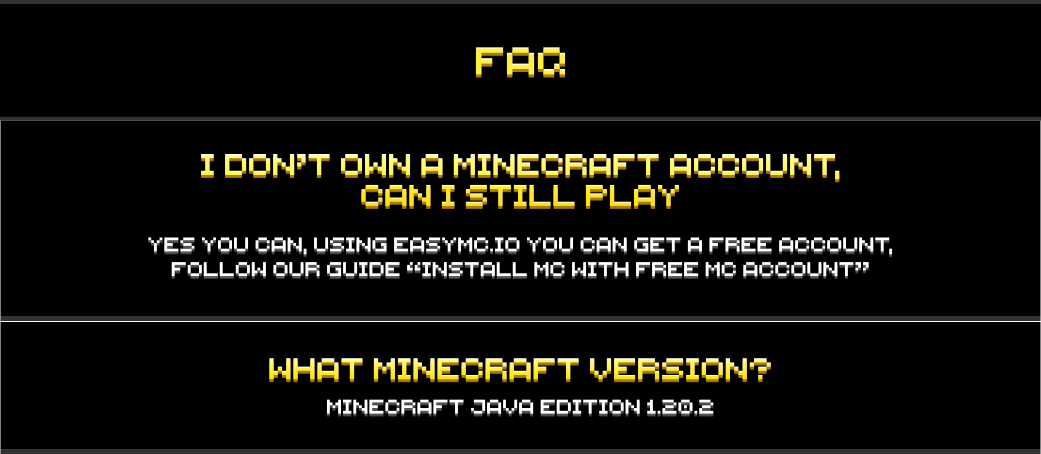 FAQ
I DON'T OWN A MINECRAFT ACCOUNT,
CAN I STILL PLAY
YES YOU CAN, USING EASYMC.IO YOU CAN GET A FREE ACCOUNT,
FOLLOW OUR GUIDE “INSTALL MC WITH FREE MC ACCOUNT”
WHAT MINECRAFT VERSION?
MINECRAFT JAVA EDITION 1.20.2